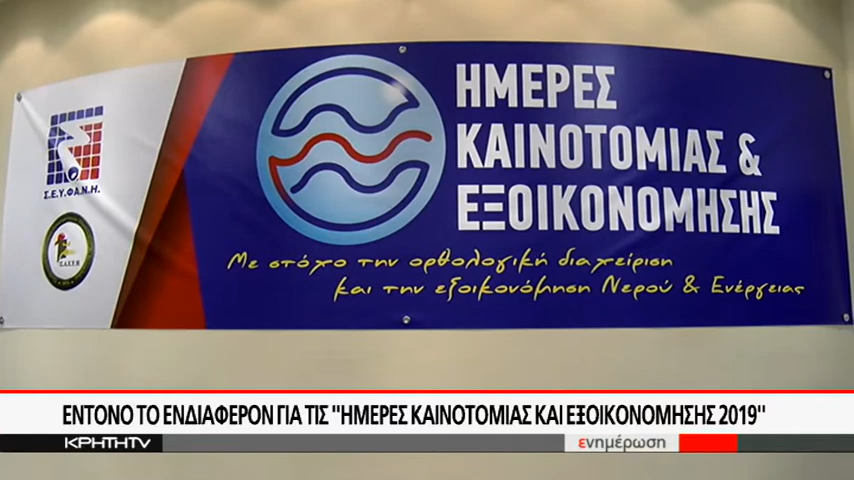 ΗΜΕΡΕΣ
ΚΑΙΝΟΤΟΜΙΑΣ &
ΕΞΟΙΚΟΝΟΜΗΣΗΣ
Με στόχο την ορθολογική διαχείριση
και την εξοικονόμηση Νερού & Ενέργειας
Σ.Ε.Υ.Φ.Α.Ν.Η.
ΕΝΤΟΝΟ ΤΟ ΕΝΔΙΑΦΕΡΟΝ ΓΙΑ ΤΙΣ "ΗΜΕΡΕΣ ΚΑΙΝΟΤΟΜΙΑΣ ΚΑΙ ΕΞΟΙΚΟΝΟΜΗΣΗΣ 2019"
ΚΡΗΤΗTV
ενημέρωση